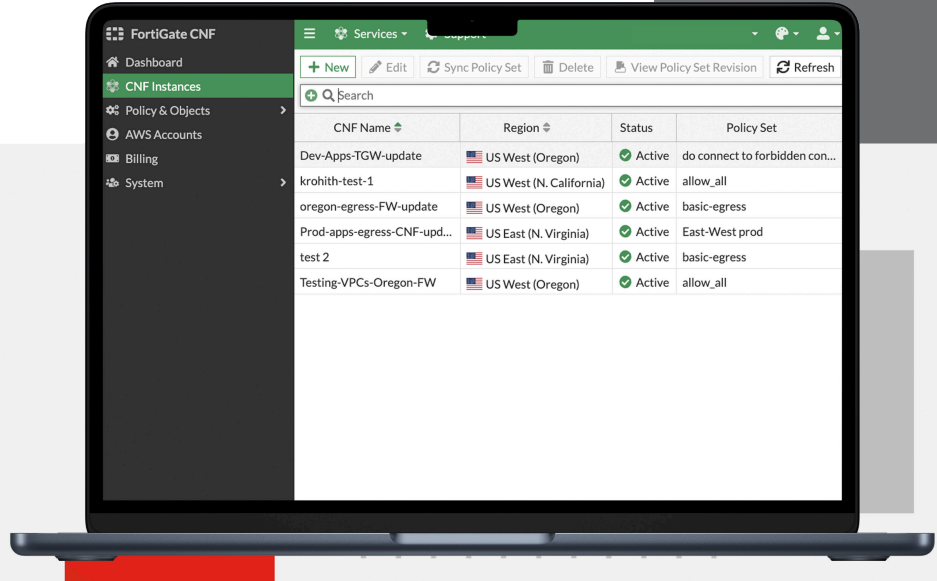 FortiGate CNF
Services
Support
Dashboard
CNF Instances
Policy & Objects
AWS Accounts
Billing
System
New Edit Sync Policy Set Delete View Policy Set Revision Refresh
Search
CNF Name Region Status Policy Set
Dev-Apps-TGW-update US West (Oregon) Active do connect to forbidden con...
krohith-test-1 US West (N. California) Active allow_all
oregon-egress-FW-update US West (Oregon) Active basic-egress
Prod-apps-egress-CNF-upd... US East (N. Virginia) Active East-West prod
test 2 US East (N. Virginia) Active basic-egress
Testing-VPCs-Oregon-FW US West (Oregon) Active allow_all